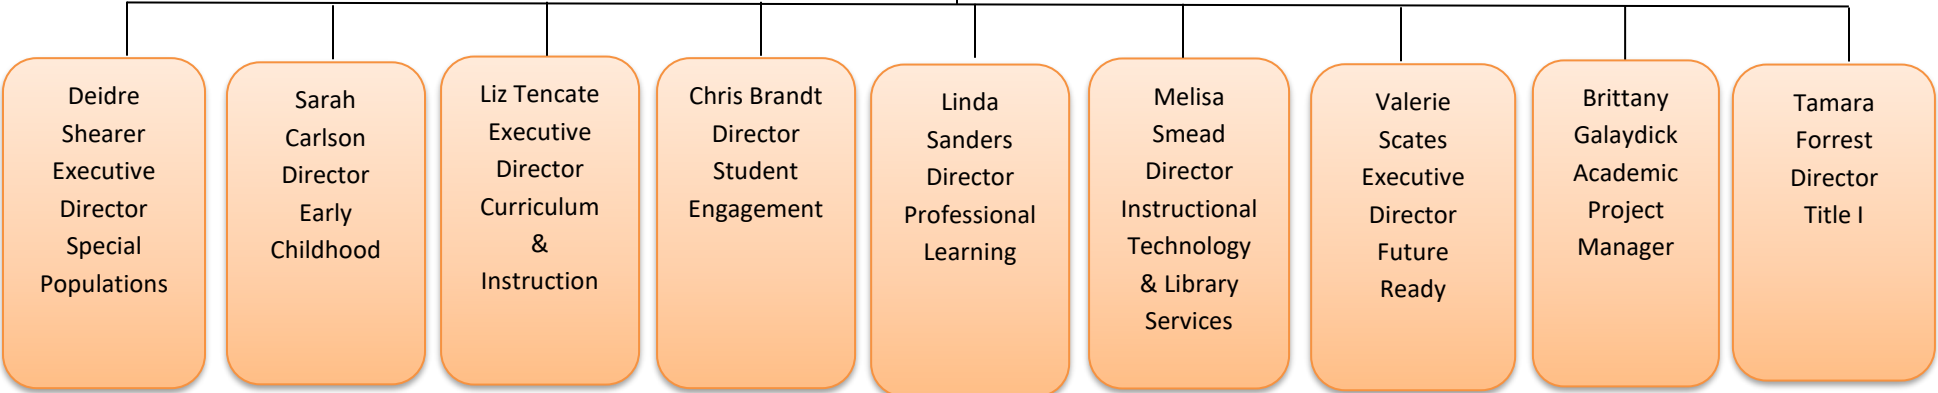 Deidre
Shearer
Executive
Director
Special
Populations
Sarah
Carlson
Director
Early
Childhood
Liz Tencate
Executive
Director
Curriculum
&
Instruction
Chris Brandt
Director
Student
Engagement
Linda
Sanders
Director
Professional
Learning
Melisa
Smead
Director
Instructional
Technology
& Library
Services
Valerie
Scates
Executive
Director
Future
Ready
Brittany
Galaydick
Academic
Project
Manager
Tamara
Forrest
Director
Title I